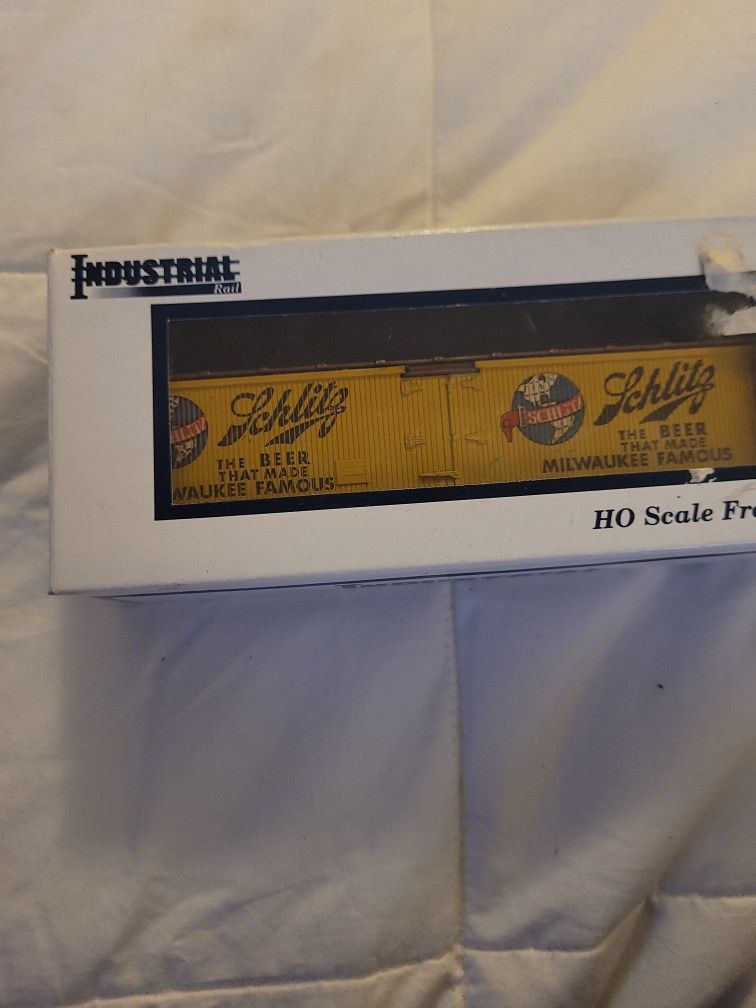 INDUSTRIAL
Rail
Schlitz
THE BEER
THAT MADE
WAUKEE FAMOUS
SCHLITZ
Schlitz
THE BEER
THAT MADE
MILWAUKEE FAMOUS
HO Scale Fre